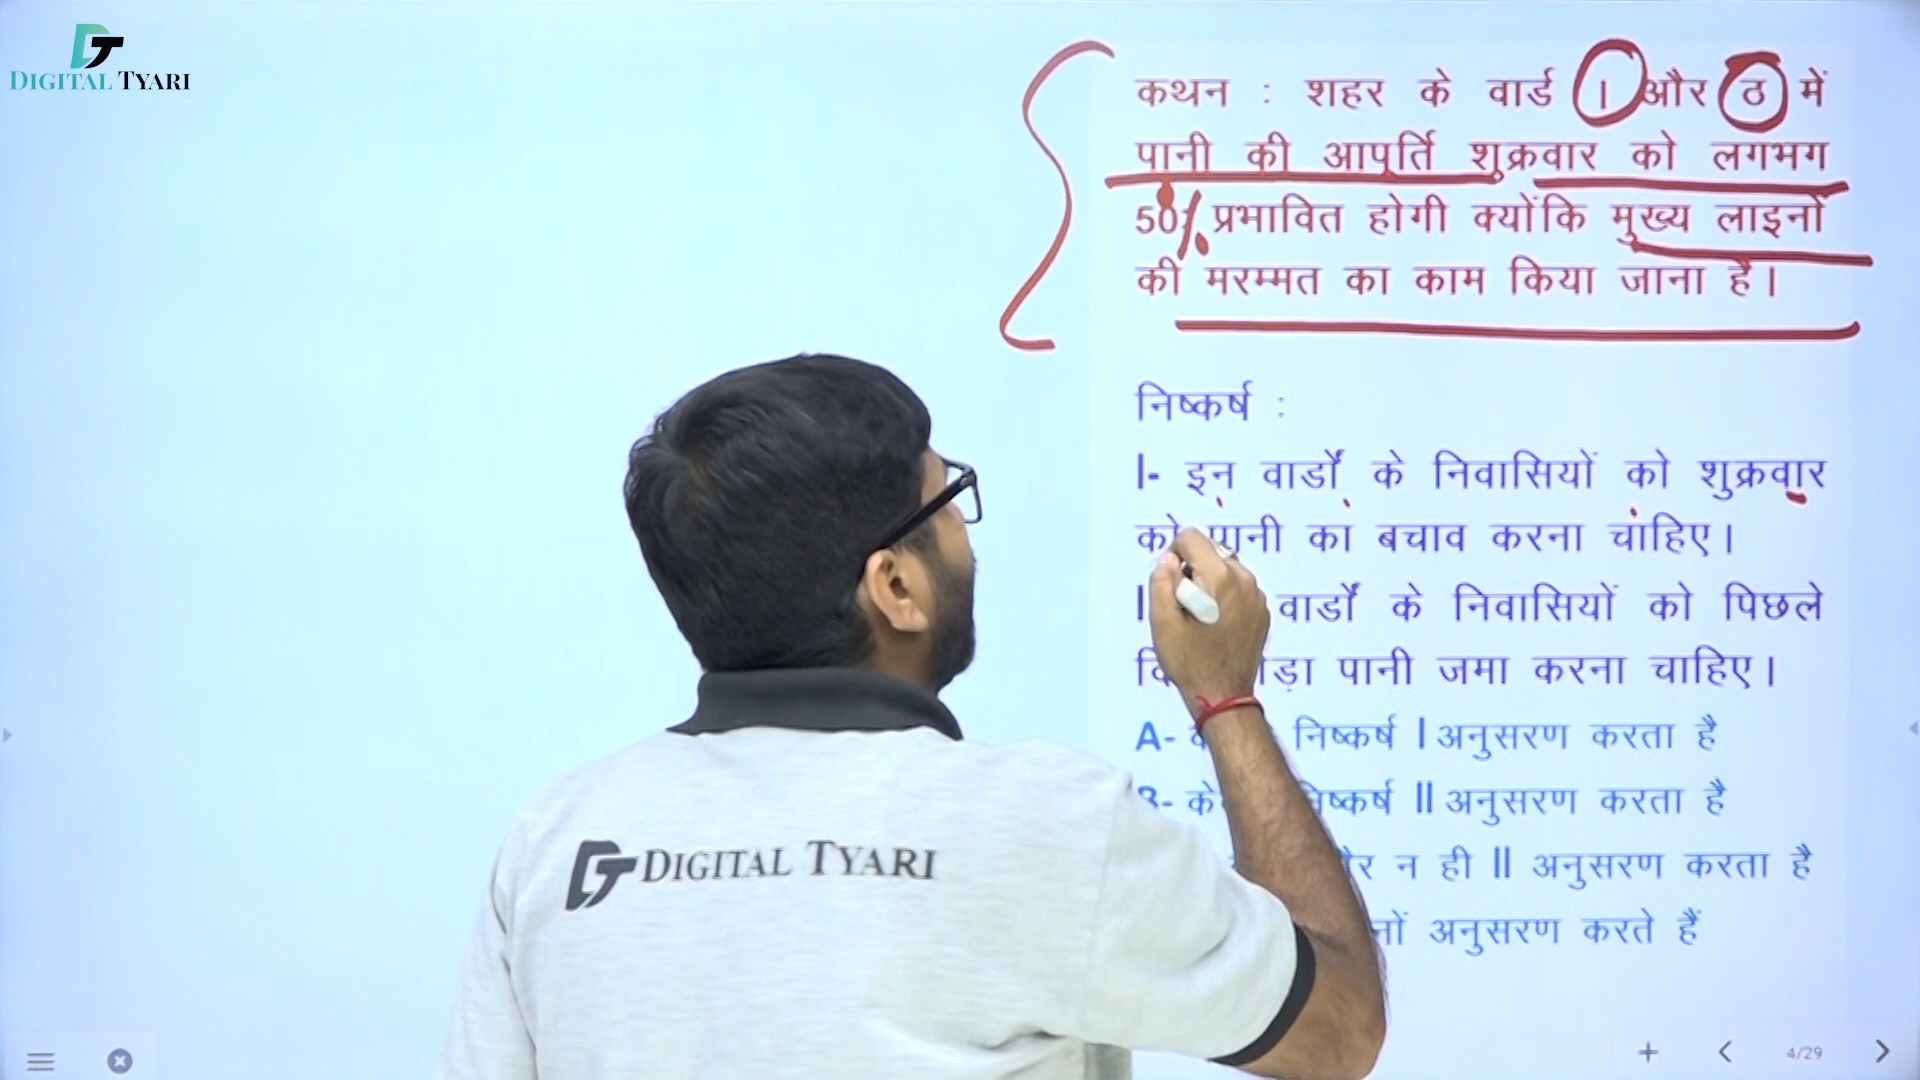 DIGITAL TYARI
कथन : शहर के वार्ड । और ठ में
पानी की आपूर्ति शुक्रवार को लगभग
50% प्रभावित होगी क्योंकि मुख्य लाइनों
की मरम्मत का काम किया जाना है।
निष्कर्ष :
I- इन वार्डों के निवासियों को शुक्रवार
को पानी का बचाव करना चाहिए।
वार्डों के निवासियों को पिछले
पानी जमा करना चाहिए।
A- निष्कर्ष I अनुसरण करता है
निष्कर्ष II अनुसरण करता है
न ही II अनुसरण करता है
अनुसरण करते हैं
DIGITAL TYARI
4/29